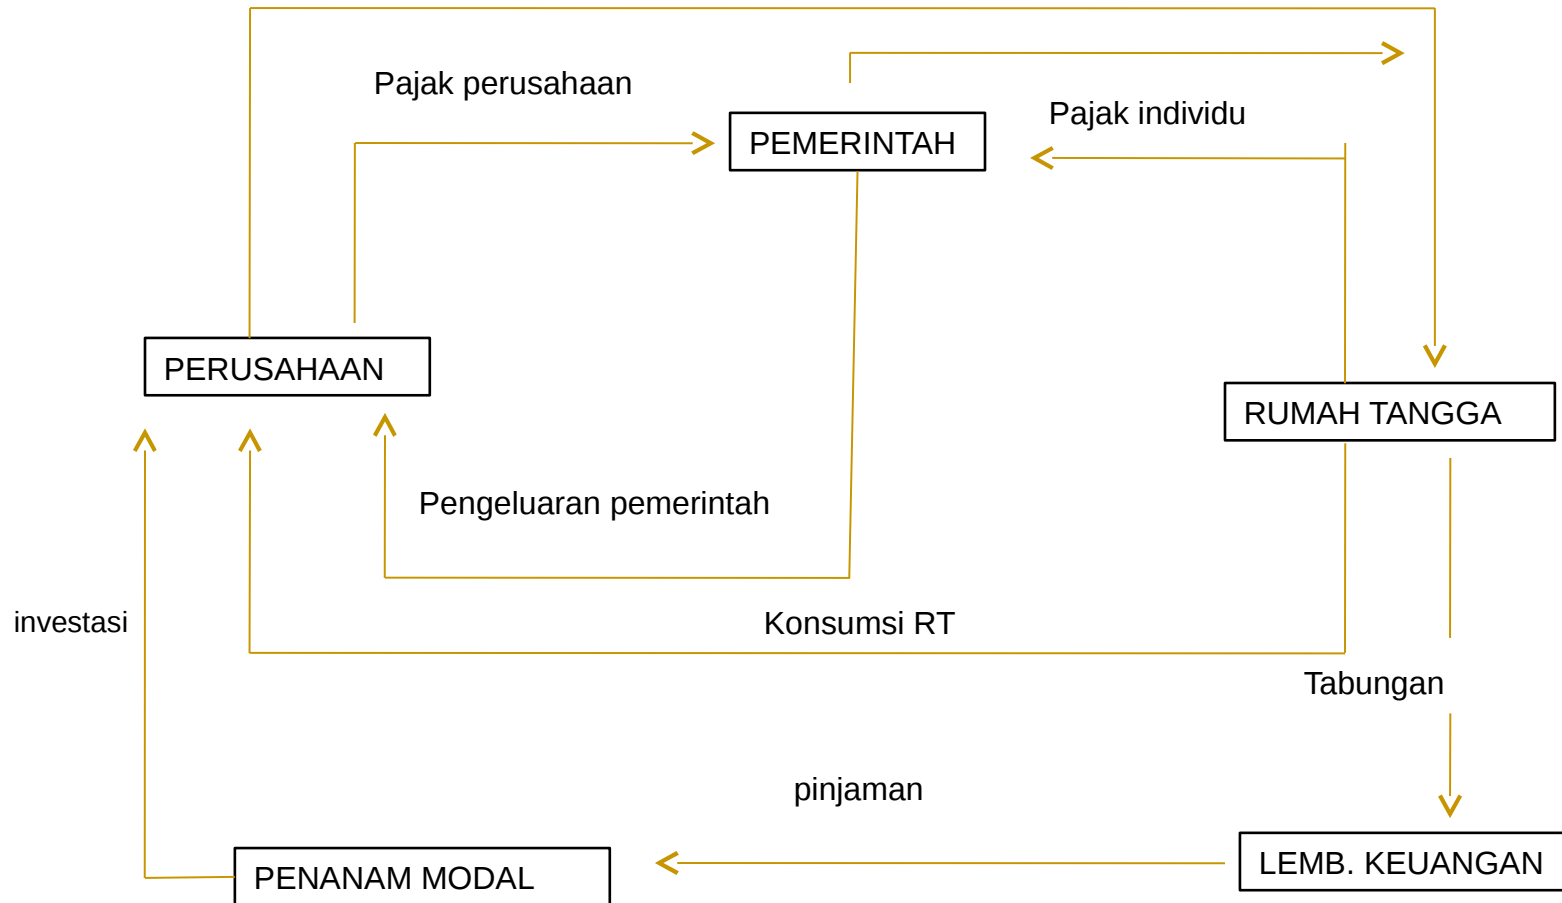 Pajak perusahaan
PEMERINTAH
Pajak individu
PERUSAHAAN
RUMAH TANGGA
Pengeluaran pemerintah
investasi
Konsumsi RT
Tabungan
pinjaman
PENANAM MODAL
LEMB. KEUANGAN